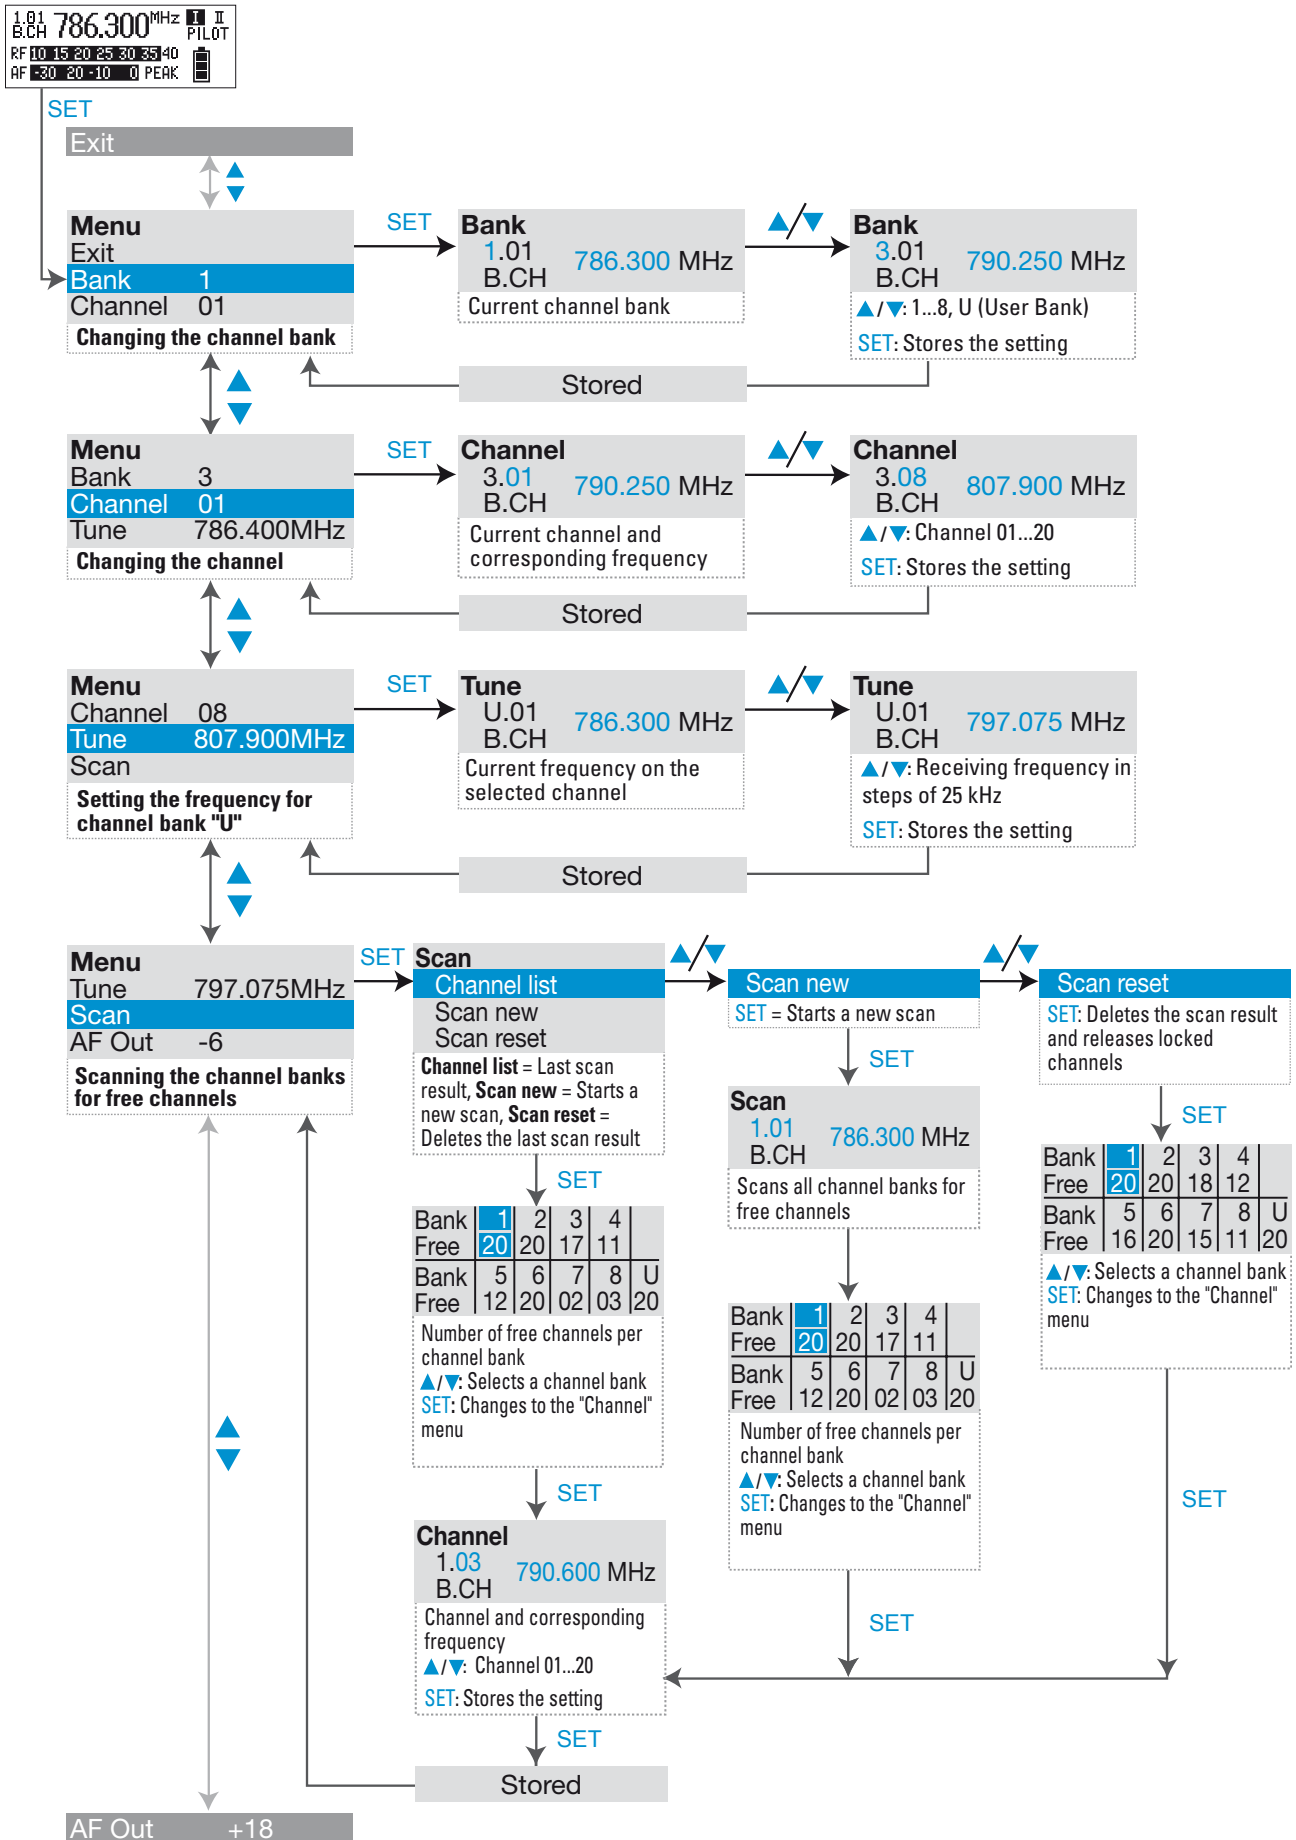 1.01 786.300 MHz I II
B.CH PILOT
RF 10 15 20 25 30 35 40
AF -30 20 -10 0 PEAK
SET
Exit
Menu
Exit
Bank 1
Channel 01
Changing the channel bank
SET
Bank
1.01 786.300 MHz
B.CH
Current channel bank
▲/▼
Bank
3.01 790.250 MHz
B.CH
▲/▼: 1...8, U (User Bank)
SET: Stores the setting
Stored
Menu
Bank 3
Channel 01
Tune 786.400MHz
Changing the channel
SET
Channel
3.01 790.250 MHz
B.CH
Current channel and
corresponding frequency
▲/▼
Channel
3.08 807.900 MHz
B.CH
▲/▼: Channel 01...20
SET: Stores the setting
Stored
Menu
Channel 08
Tune 807.900MHz
Scan
Setting the frequency for
channel bank "U"
SET
Tune
U.01 786.300 MHz
B.CH
Current frequency on the
selected channel
▲/▼
Tune
U.01 797.075 MHz
B.CH
▲/▼: Receiving frequency in
steps of 25 kHz
SET: Stores the setting
Stored
Menu
Tune 797.075MHz
Scan
AF Out -6
Scanning the channel banks
for free channels
SET
Scan
Channel list
Scan new
Scan reset
Channel list = Last scan
result, Scan new = Starts a
new scan, Scan reset =
Deletes the last scan result
SET
Bank 1 2 3 4
Free 20 20 17 11
Bank 5 6 7 8 U
Free 12 20 02 03 20
Number of free channels per
channel bank
▲/▼: Selects a channel bank
SET: Changes to the "Channel"
menu
SET
Channel
1.03 790.600 MHz
B.CH
Channel and corresponding
frequency
▲/▼: Channel 01...20
SET: Stores the setting
SET
Stored
▲/▼
Scan new
SET = Starts a new scan
SET
Scan
1.01 786.300 MHz
B.CH
Scans all channel banks for
free channels
Bank 1 2 3 4
Free 20 20 17 11
Bank 5 6 7 8 U
Free 12 20 02 03 20
Number of free channels per
channel bank
▲/▼: Selects a channel bank
SET: Changes to the "Channel"
menu
SET
▲/▼
Scan reset
SET: Deletes the scan result
and releases locked
channels
SET
Bank 1 2 3 4
Free 20 20 18 12
Bank 5 6 7 8 U
Free 16 20 15 11 20
▲/▼: Selects a channel bank
SET: Changes to the "Channel"
menu
SET
AF Out +18